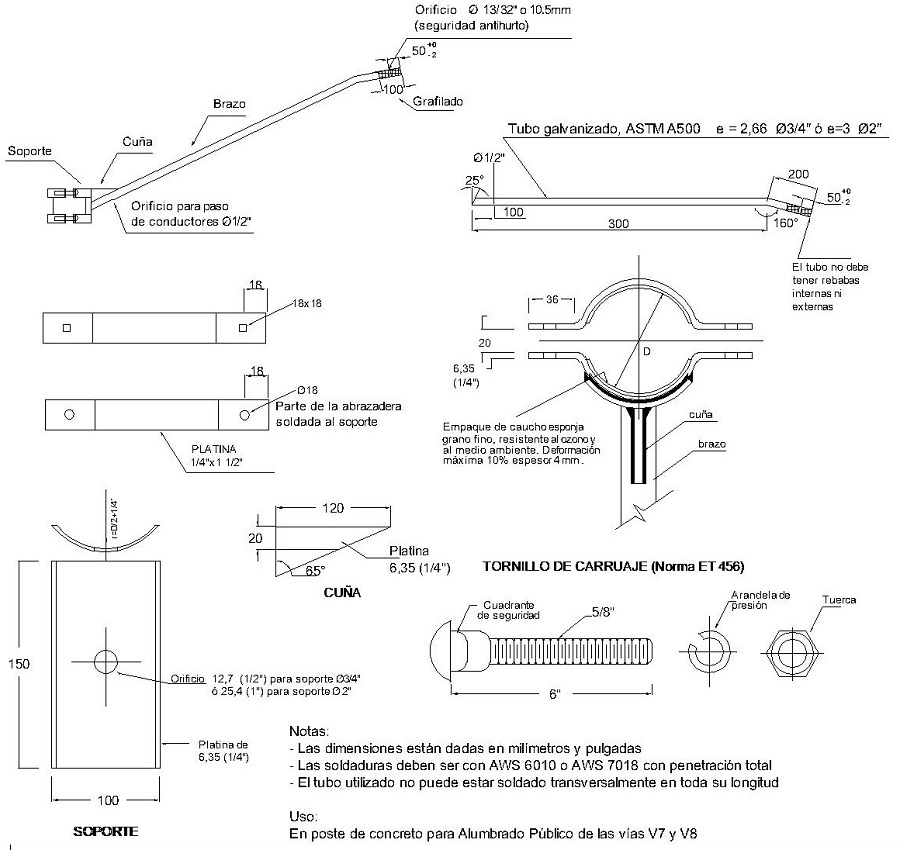 Orificio Ø 13/32" o 10.5mm
(seguridad antihurto)
50 +0 -2
100
Grafilado
Brazo
Cuña
Soporte
Orificio para paso
de conductores Ø1/2"
Tubo galvanizado, ASTM A500 e = 2,66 Ø3/4" ó e=3 Ø2"
Ø1/2"
25°
200
50 +0 -2
100
300
160°
El tubo no debe
tener rebabas
internas ni
externas
18
18x18
18
Ø18
Parte de la abrazadera
soldada al soporte
PLATINA
1/4"x1 1/2"
36
20
6,35
(1/4")
D
Empaque de caucho esponja
grano fino, resistente al ozono y
al medio ambiente. Deformación
máxima 10% espesor 4 mm.
cuña
brazo
r=D/2+1/4"
120
20
65°
Platina
6,35 (1/4")
CUÑA
TORNILLO DE CARRUAJE (Norma ET 456)
Cuadrante
de seguridad
5/8"
6"
Arandela de
presión
Tuerca
150
Orificio 12,7 (1/2") para soporte Ø3/4"
ó 25,4 (1") para soporte Ø 2"
Platina de
6,35 (1/4")
100
SOPORTE
Notas:
- Las dimensiones están dadas en milímetros y pulgadas
- Las soldaduras deben ser con AWS 6010 o AWS 7018 con penetración total
- El tubo utilizado no puede estar soldado transversalmente en toda su longitud
Uso:
En poste de concreto para Alumbrado Público de las vías V7 y V8